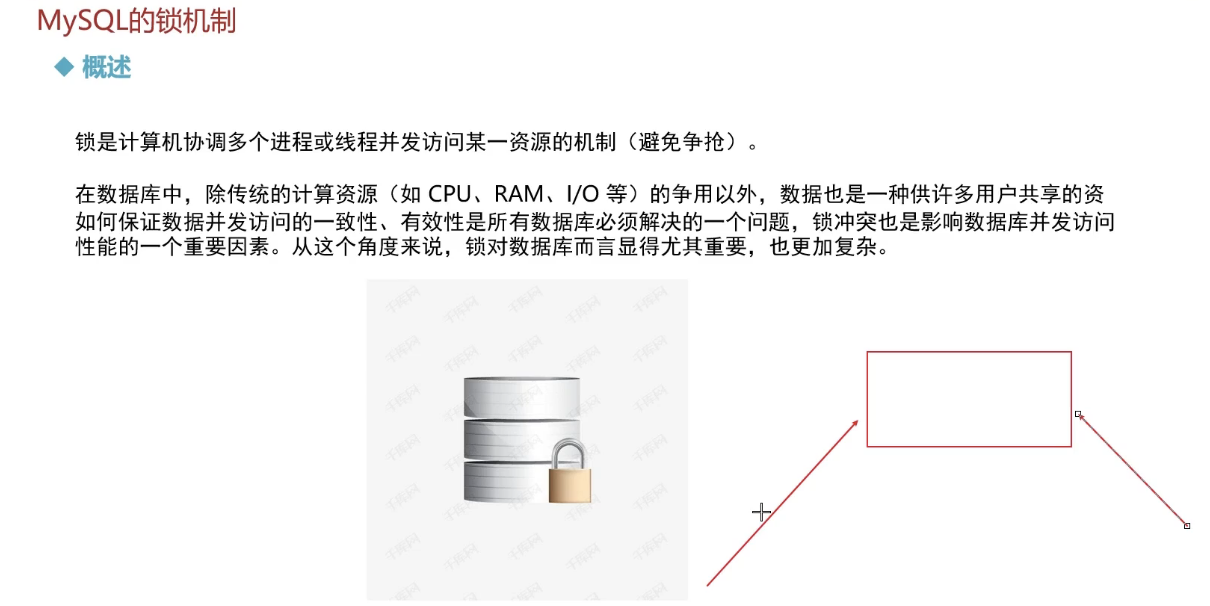 MySQL的锁机制
概述
锁是计算机协调多个进程或线程并发访问某一资源的机制（避免争抢）。
在数据库中，除传统的计算资源（如 CPU、RAM、I/O 等）的争用以外，数据也是一种供许多用户共享的资
如何保证数据并发访问的一致性、有效性是所有数据库必须解决的一个问题，锁冲突也是影响数据库并发访问
性能的一个重要因素。从这个角度来说，锁对数据库而言显得尤其重要，也更加复杂。
千库网